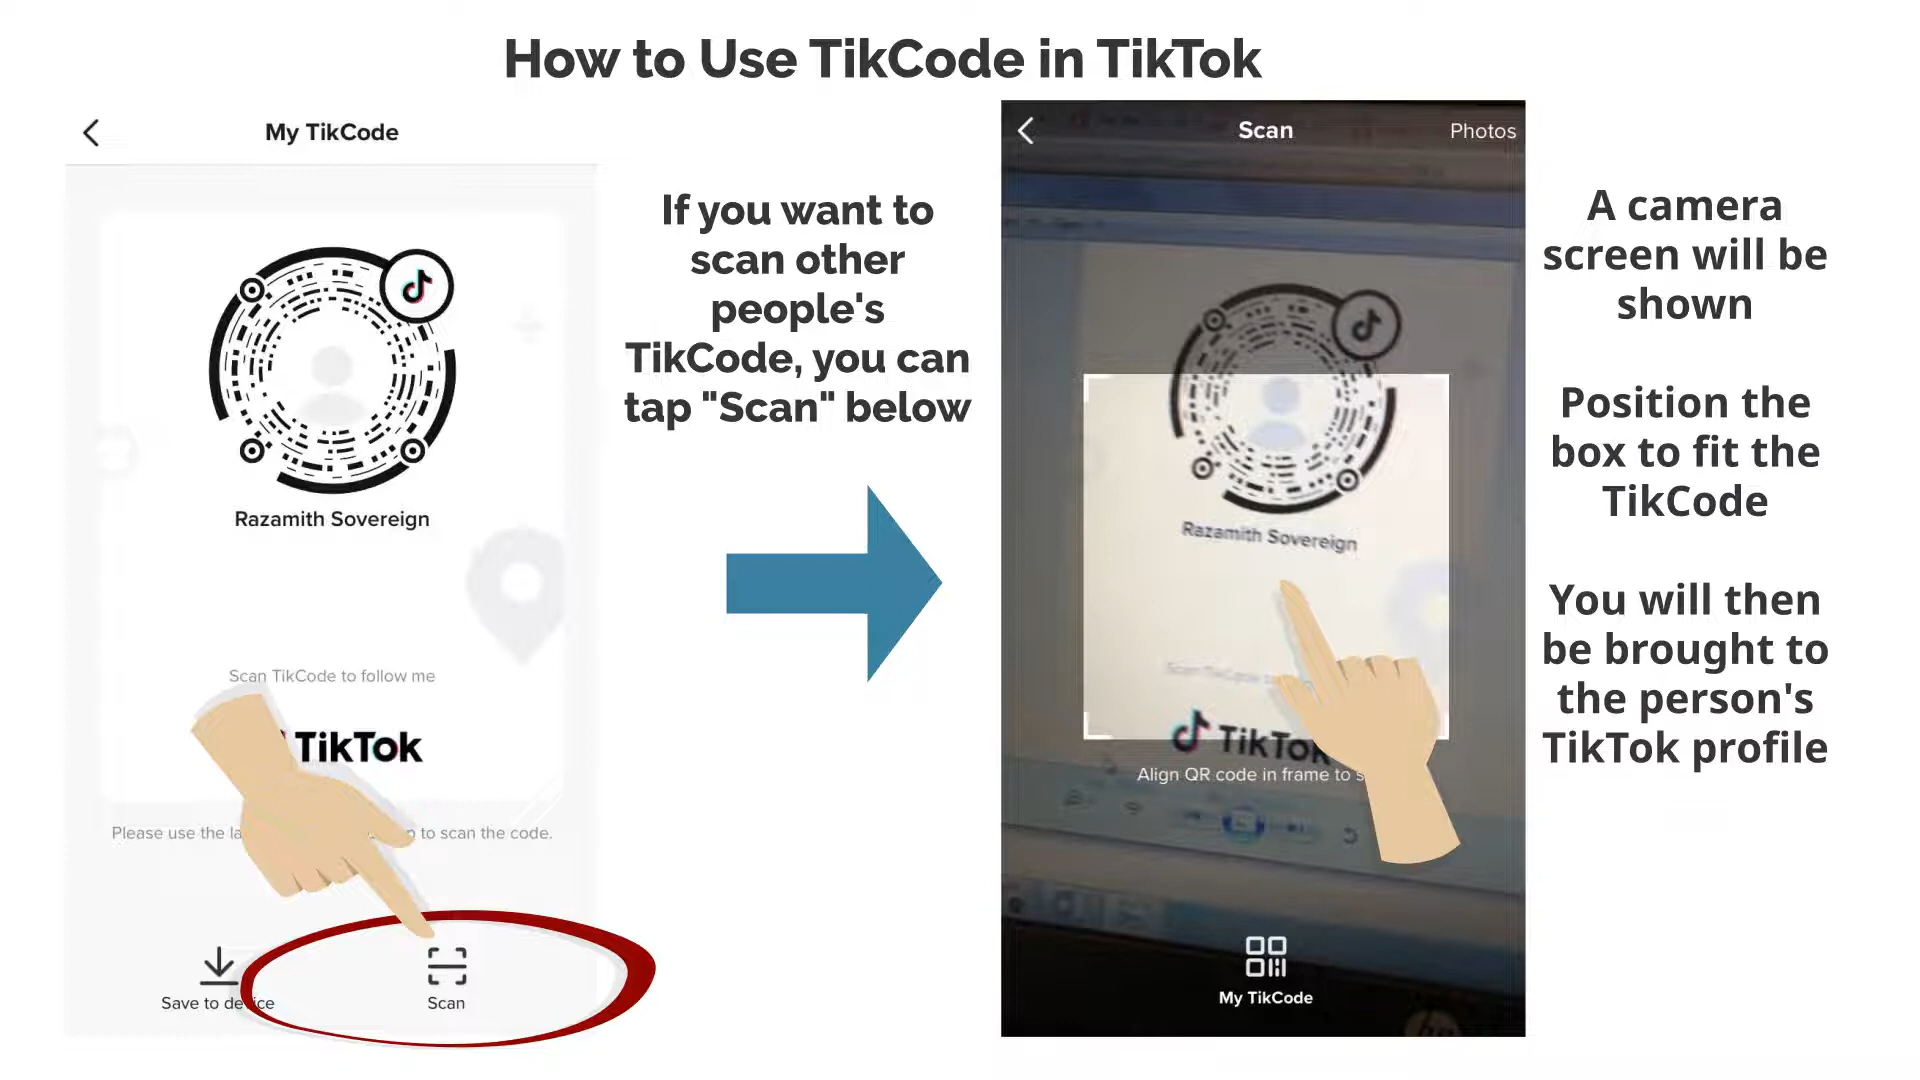 How to Use TikCode in TikTok
My TikCode
Razamith Sovereign
Scan TikCode to follow me
TikTok
Please use the to scan the code.
Save to device
Scan
If you want to
scan other
people's
TikCode, you can
tap "Scan" below
Scan
Photos
Razamith Sovereign
TikTok
Align QR code in frame to
My TikCode
A camera
screen will be
shown
Position the
box to fit the
TikCode
You will then
be brought to
the person's
TikTok profile